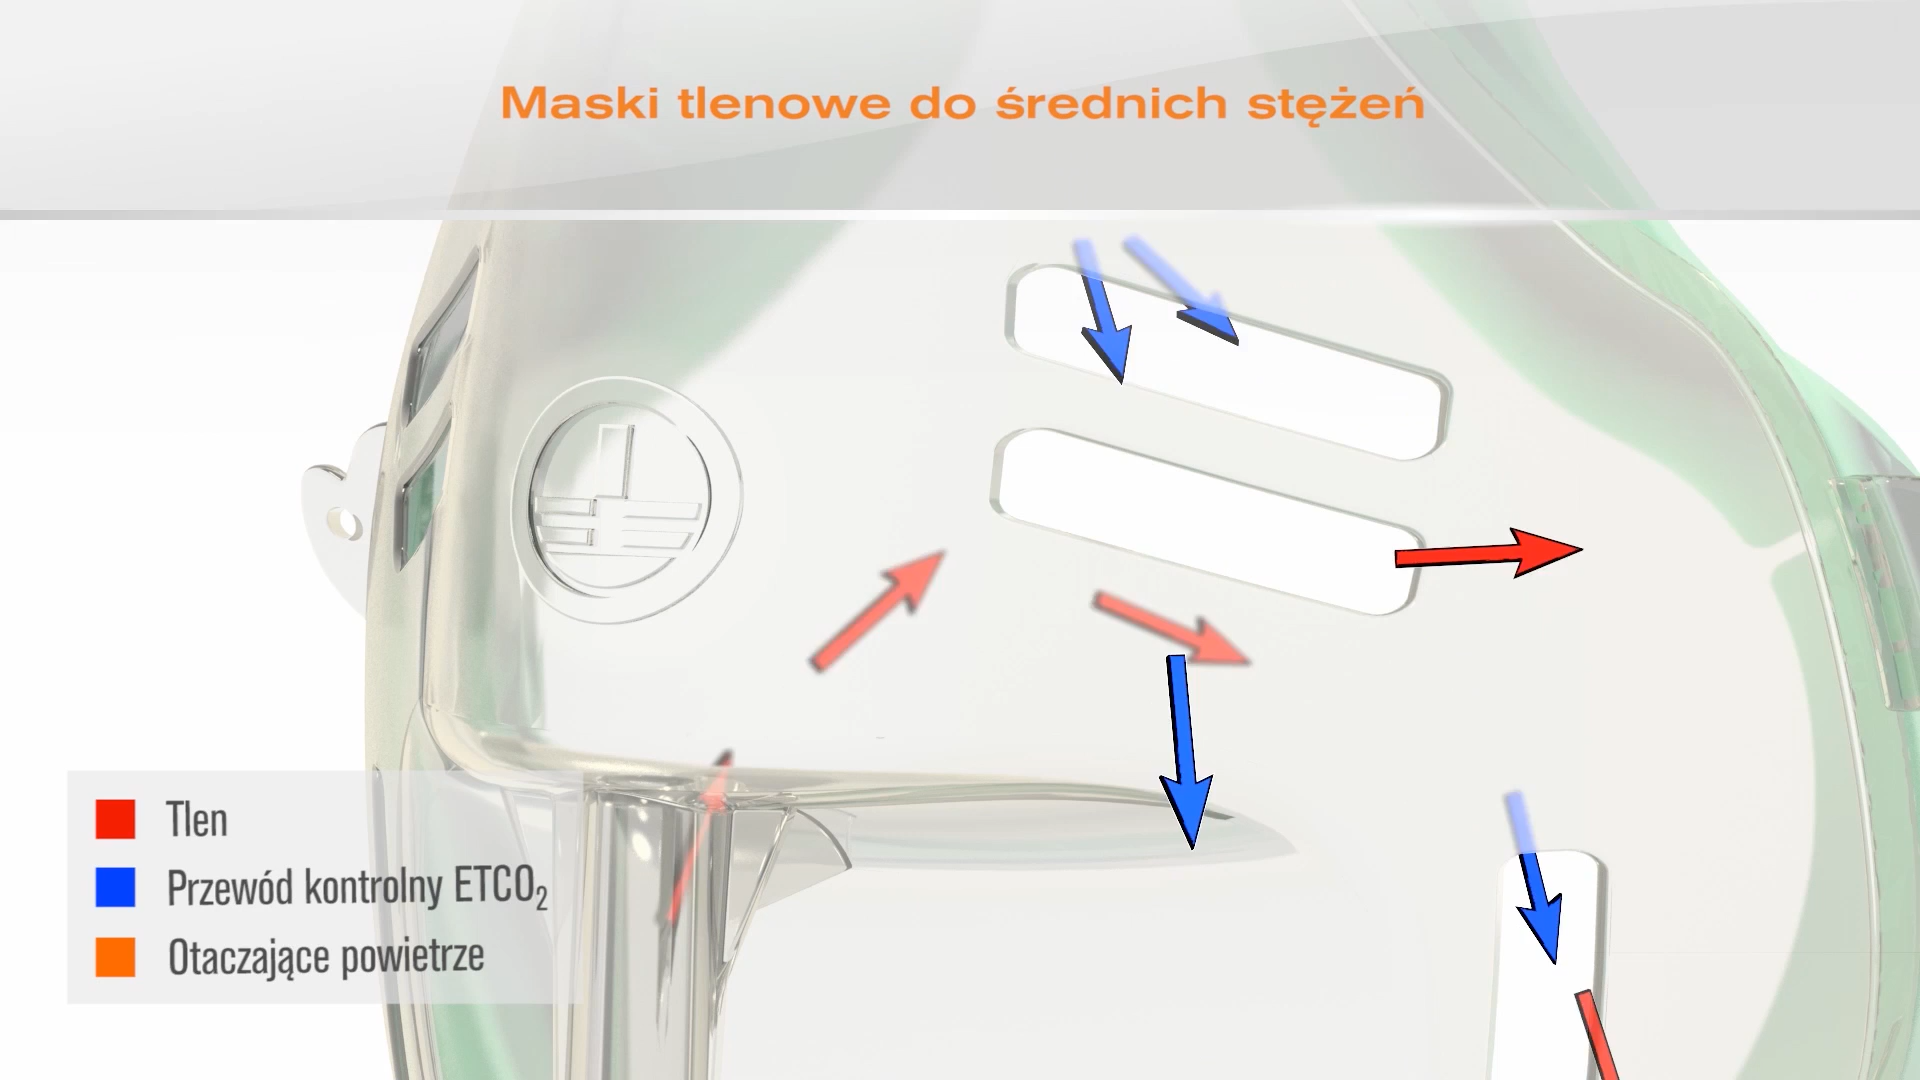 Maski tlenowe do średnich stężeń
Tlen
Przewód kontrolny ETCO₂
Otaczające powietrze